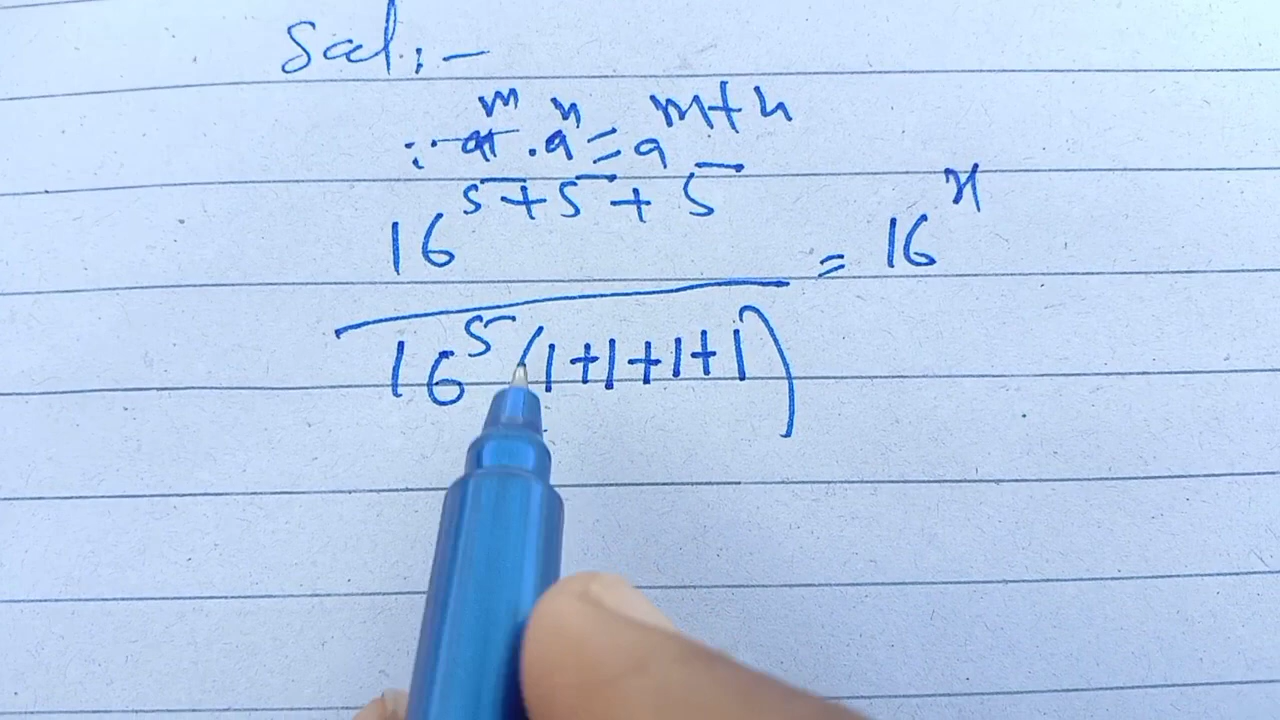 Sol:-
∵ a^m . a^n = a^(m+n)
16^(5+5+5) / 16^5(1+1+1+1) = 16^x